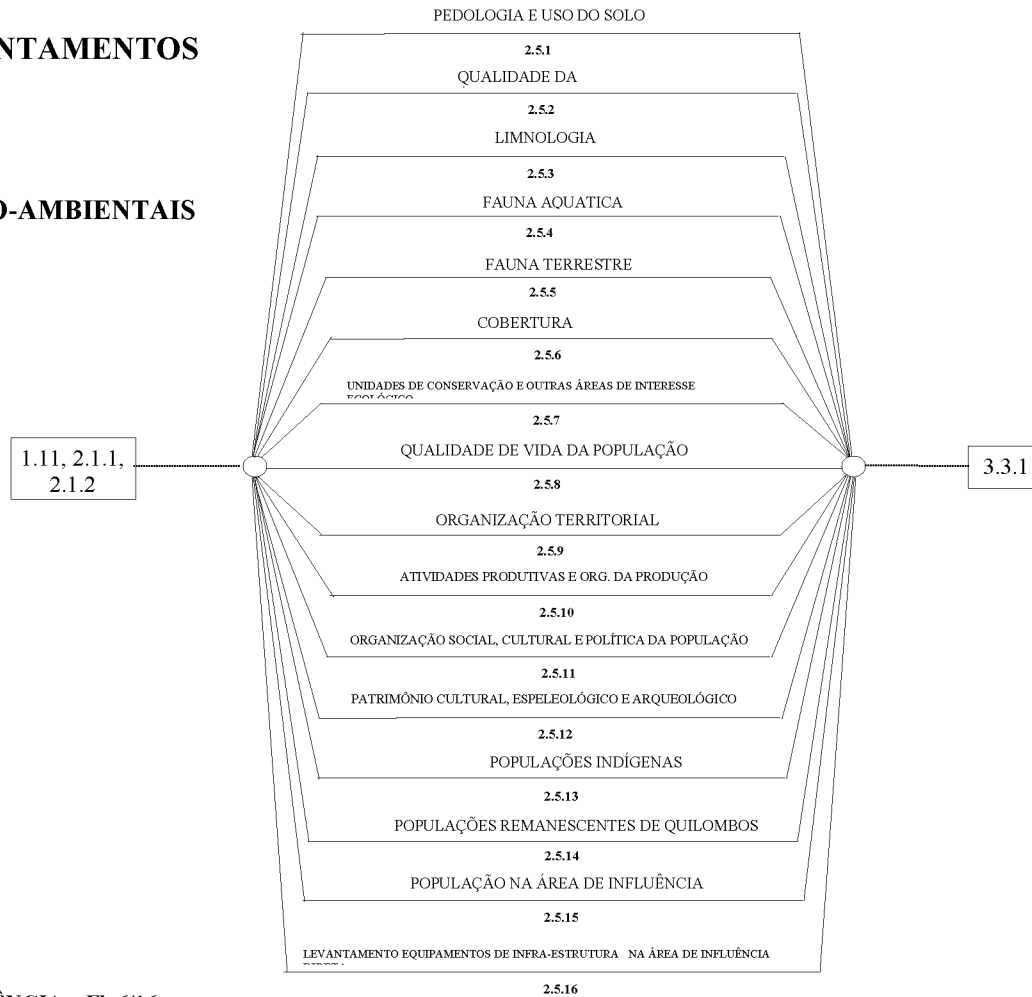 PEDOLOGIA E USO DO SOLO
NTAMENTOS
2.5.1
QUALIDADE DA
2.5.2
LIMNOLOGIA
2.5.3
FAUNA AQUATICA
O-AMBIENTAIS
2.5.4
FAUNA TERRESTRE
2.5.5
COBERTURA
2.5.6
UNIDADES DE CONSERVAÇÃO E OUTRAS ÁREAS DE INTERESSE
ECOLÓGICO
2.5.7
QUALIDADE DE VIDA DA POPULAÇÃO
1.11, 2.1.1,
2.1.2
3.3.1
2.5.8
ORGANIZAÇÃO TERRITORIAL
2.5.9
ATIVIDADES PRODUTIVAS E ORG. DA PRODUÇÃO
2.5.10
ORGANIZAÇÃO SOCIAL, CULTURAL E POLÍTICA DA POPULAÇÃO
2.5.11
PATRIMÔNIO CULTURAL, ESPELEOLÓGICO E ARQUEOLÓGICO
2.5.12
POPULAÇÕES INDÍGENAS
2.5.13
POPULAÇÕES REMANESCENTES DE QUILOMBOS
2.5.14
POPULAÇÃO NA ÁREA DE INFLUÊNCIA
2.5.15
LEVANTAMENTO EQUIPAMENTOS DE INFRA-ESTRUTURA NA ÁREA DE INFLUÊNCIA
2.5.16